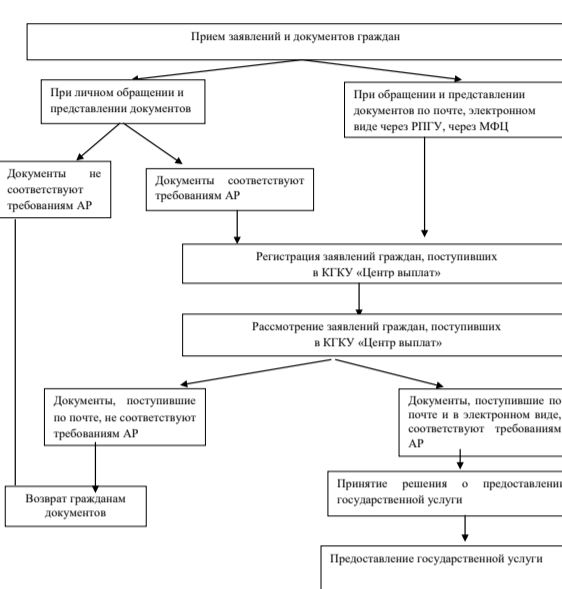 Прием заявлений и документов граждан
При личном обращении и
представлении документов
При обращении и представлении
документов по почте, электронном
виде через РПГУ, через МФЦ
Документы не
соответствуют
требованиям АР
Документы соответствуют
требованиям АР
Регистрация заявлений граждан, поступивших
в КГКУ «Центр выплат»
Рассмотрение заявлений граждан, поступивших
в КГКУ «Центр выплат»
Документы, поступившие
по почте, не соответствуют
требованиям АР
Документы, поступившие по
почте и в электронном виде,
соответствуют требованиям
АР
Принятие решения о предоставлени
государственной услуги
Возврат гражданам
документов
Предоставление государственной услуги